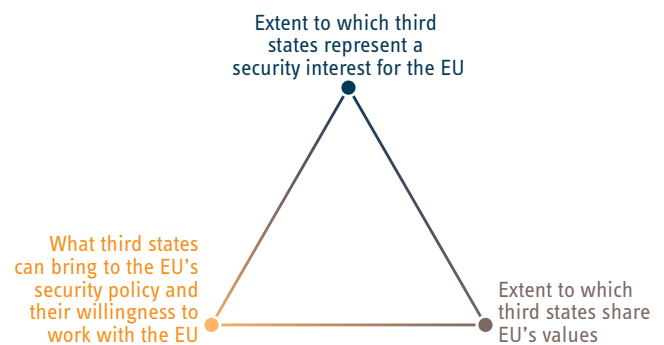 Extent to which third
states represent a
security interest for the EU
What third states
can bring to the EU's
security policy and
their willingness to
work with the EU
Extent to which
third states share
EU's values